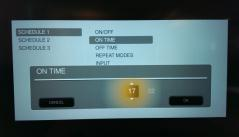 SCHEDULE 1 ON/OFF
SCHEDULE 2 ON TIME
SCHEDULE 3 OFF TIME
REPEAT MODES
INPUT
ON TIME
17
CANCEL OK